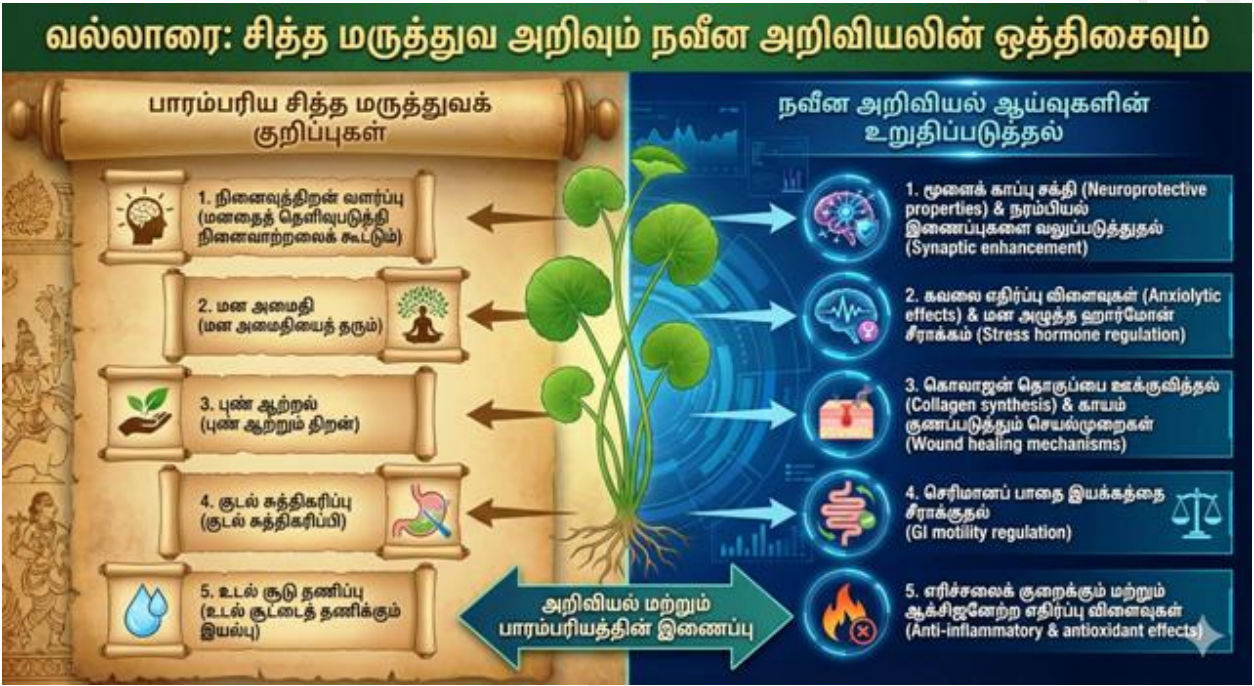 வல்லாரை: சித்த மருத்துவ அறிவும் நவீன அறிவியலின் ஒத்திசைவும்
பாரம்பரிய சித்த மருத்துவக்
குறிப்புகள்
1. நினைவுத்திறன் வளர்ப்பு
(மனதைத் தெளிவுபடுத்தி
நினைவாற்றலைக் கூட்டும்)
2. மன அமைதி
(மன அமைதியைத் தரும்)
3. புண் ஆற்றல்
(புண் ஆற்றும் திறன்)
4. குடல் சுத்திகரிப்பு
(குடல் சுத்திகரிப்பி)
5. உடல் சூடு தணிப்பு
(உடல் சூட்டைத் தணிக்கும்
இயல்பு)
நவீன அறிவியல் ஆய்வுகளின்
உறுதிப்படுத்தல்
1. மூளைக் காப்பு சக்தி (Neuroprotective
properties) & நரம்பியல்
இணைப்புகளை வலுப்படுத்துதல்
(Synaptic enhancement)
2. கவலை எதிர்ப்பு விளைவுகள் (Anxiolytic
effects) & மன அழுத்த ஹார்மோன்
சீராக்கம் (Stress hormone regulation)
3. கொலாஜன் தொகுப்பை ஊக்குவித்தல்
(Collagen synthesis) & காயம்
குணப்படுத்தும் செயல்முறைகள்
(Wound healing mechanisms)
4. செரிமானப் பாதை இயக்கத்தை
சீராக்குதல்
(GI motility regulation)
5. எரிச்சலைக் குறைக்கும் மற்றும்
ஆக்சிஜனேற்ற எதிர்ப்பு விளைவுகள்
(Anti-inflammatory & antioxidant effects)
அறிவியல் மற்றும்
பாரம்பரியத்தின் இணைப்பு